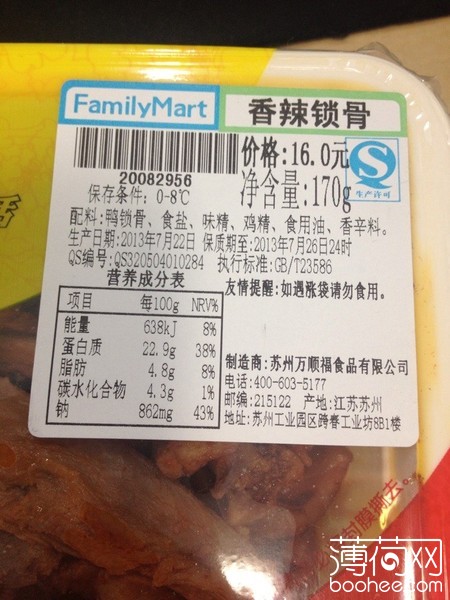 FamilyMart 香辣锁骨
20082956
价格:16.0元
净含量:170g
生产许可
保存条件: 0-8℃
配料: 鸭锁骨、食盐、味精、鸡精、食用油、香辛料。
生产日期:2013年7月22日 保质期至:2013年7月26日24时
QS编号:QS320504010284 执行标准:GB/T23586
营养成分表
友情提醒:如遇涨袋请勿食用。
项目 每100g NRV%
能量 638kJ 8%
蛋白质 22.9g 38%
脂肪 4.8g 8%
碳水化合物 4.3g 1%
钠 862mg 43%
制造商:苏州万顺福食品有限公司
电话:400-603-5177
邮编:215122 产地:江苏苏州
地址:苏州工业园区跨春工业坊8B1楼
封膜撕去。
薄荷网
boohee.com